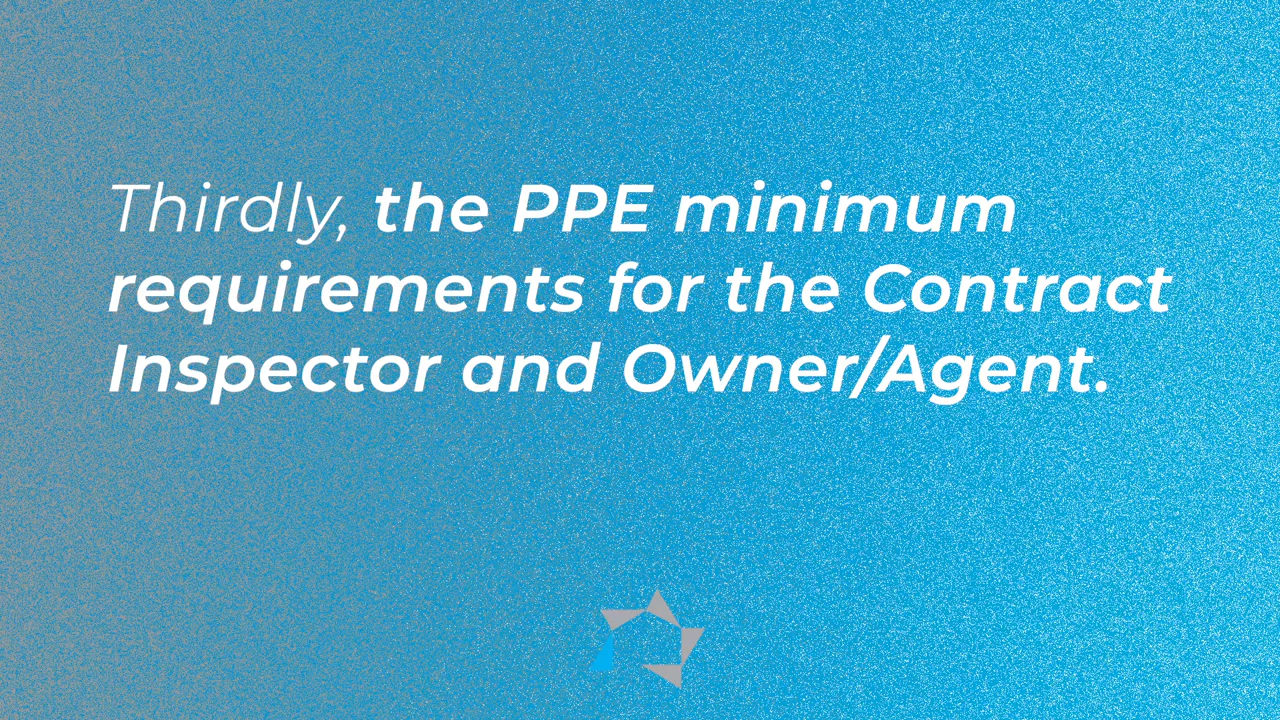 Thirdly, the PPE minimum
requirements for the Contract
Inspector and Owner/Agent.